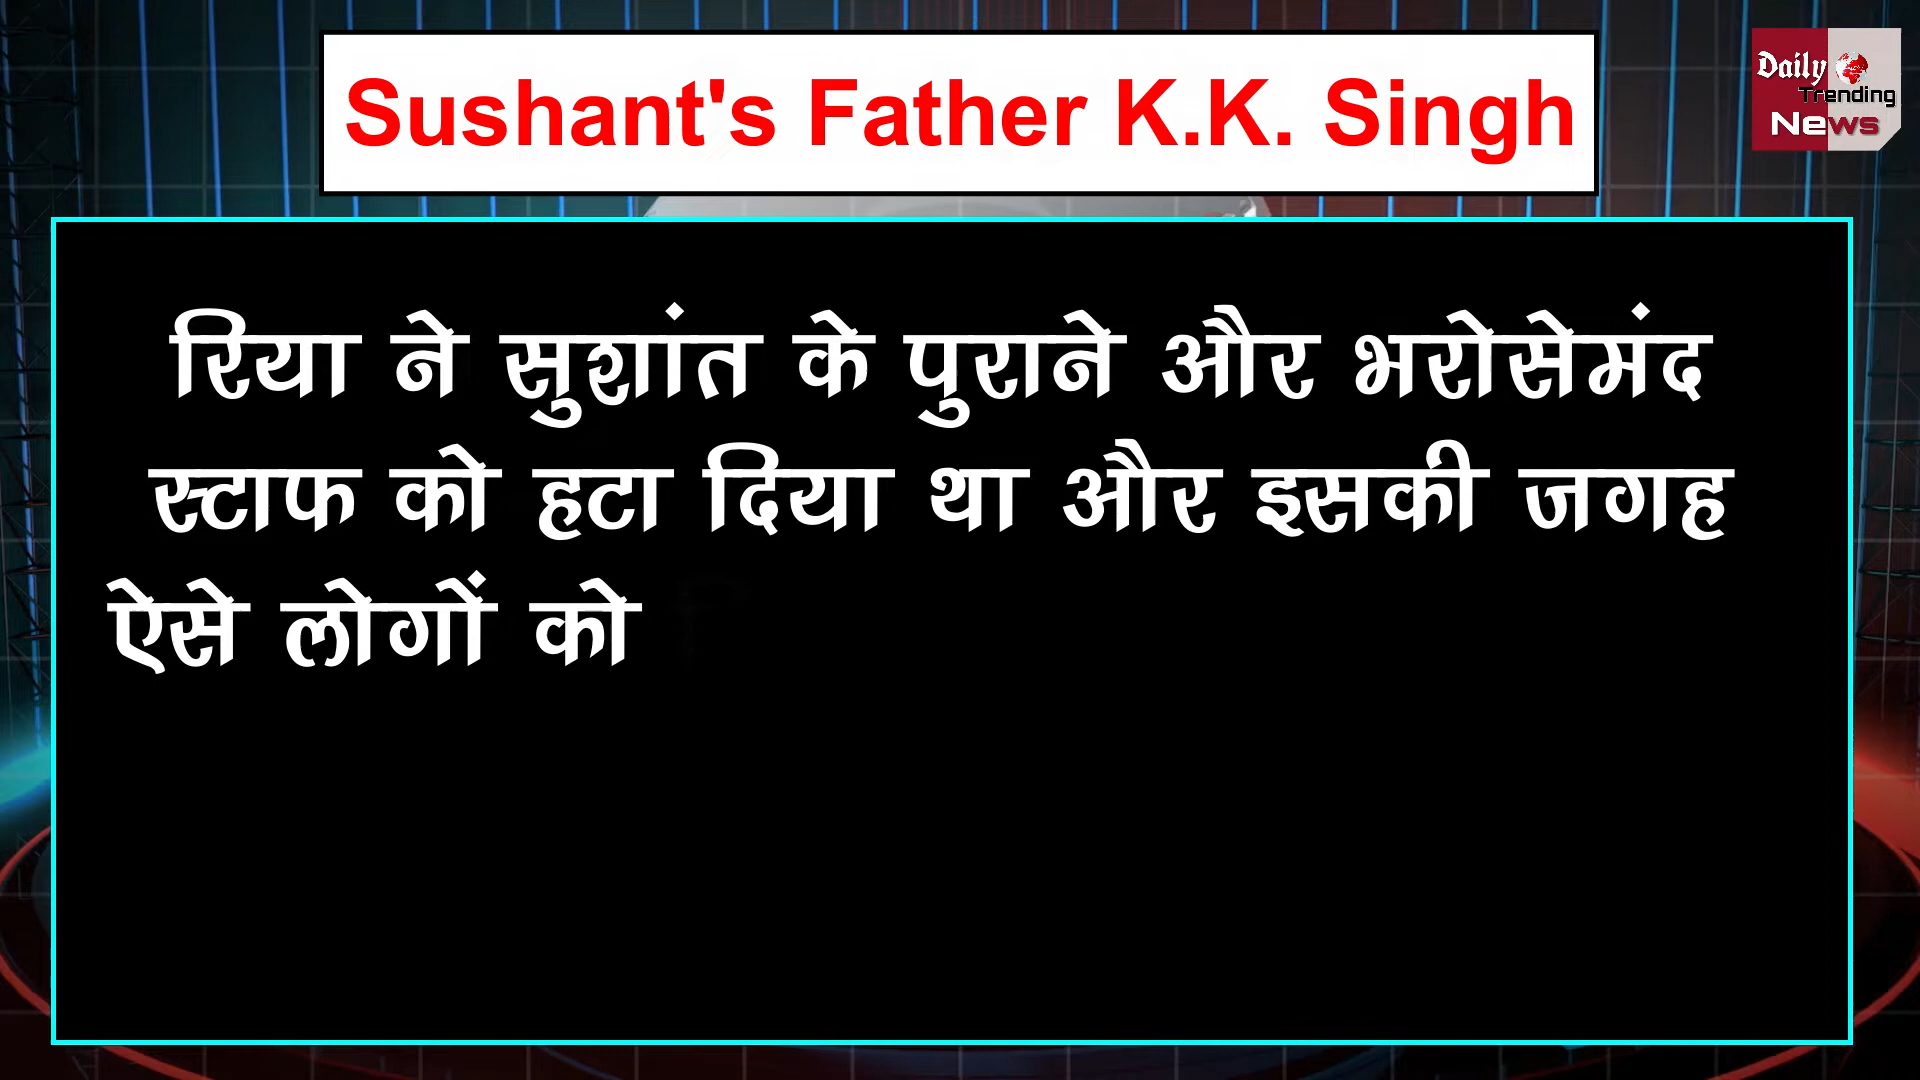 Sushant's Father K.K. Singh
Daily
Trending
News
रिया ने सुशांत के पुराने और भरोसेमंद
स्टाफ को हटा दिया था और इसकी जगह
ऐसे लोगों को